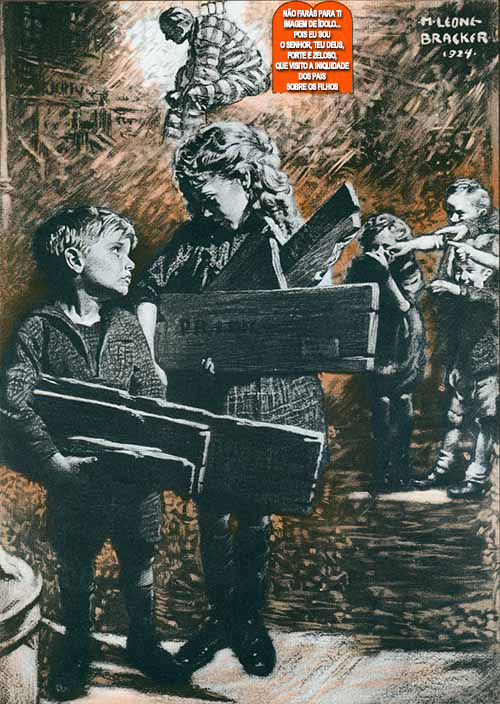 NÃO FARÁS PARA TI
IMAGEM DE ÍDOLO...
POIS EU SOU
O SENHOR, TEU DEUS,
FORTE E ZELOSO,
QUE VISITO A INIQUIDADE
DOS PAIS
SOBRE OS FILHOS
M. LEONE
BRACKER
1924.